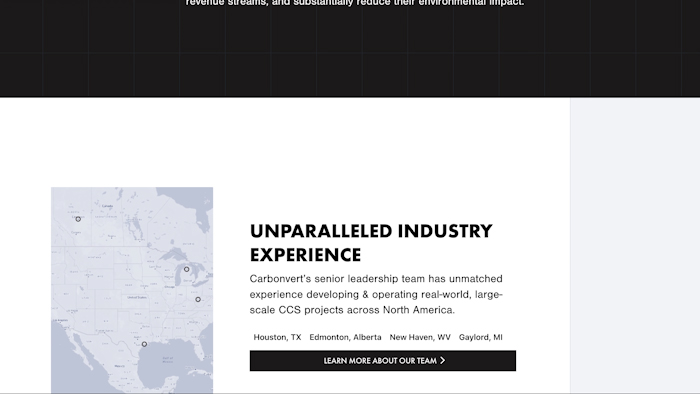 revenue streams, and substantially reduce their environmental impact.
UNPARALLELED INDUSTRY
EXPERIENCE
Carbonvert's senior leadership team has unmatched
experience developing & operating real-world, large-
scale CCS projects across North America.
Houston, TX Edmonton, Alberta New Haven, WV Gaylord, MI
LEARN MORE ABOUT OUR TEAM